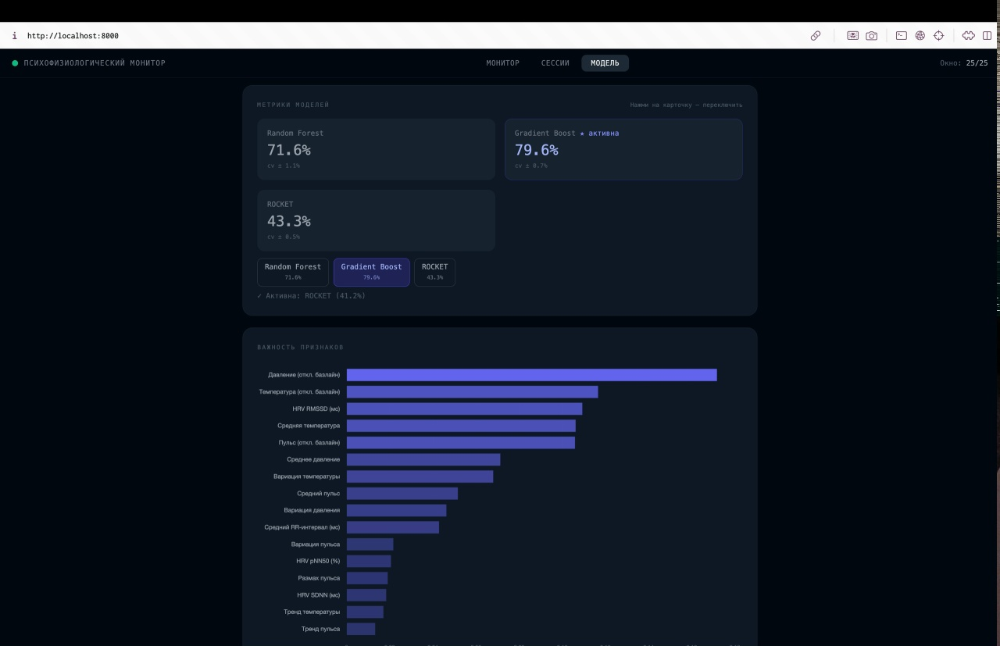 i http://localhost:8000
ПСИХОФИЗИОЛОГИЧЕСКИЙ МОНИТОР МОНИТОР СЕССИИ МОДЕЛЬ Окно: 25/25
МЕТРИКИ МОДЕЛЕЙ Нажми на карточку — переключить
Random Forest
71.6%
cv ± 1.1%
Gradient Boost ★ активна
79.6%
cv ± 0.7%
ROCKET
43.3%
cv ± 0.5%
Random Forest Gradient Boost ROCKET
71.6% 79.6% 43.3%
✓ Активна: ROCKET (41.2%)
ВАЖНОСТЬ ПРИЗНАКОВ
Давление (откл. базлайн)
Температура (откл. базлайн)
HRV RMSSD (мс)
Средняя температура
Пульс (откл. базлайн)
Среднее давление
Вариация температуры
Средний пульс
Вариация давления
Средний RR-интервал (мс)
Вариация пульса
HRV pNN50 (%)
Размах пульса
HRV SDNN (мс)
Тренд температуры
Тренд пульса